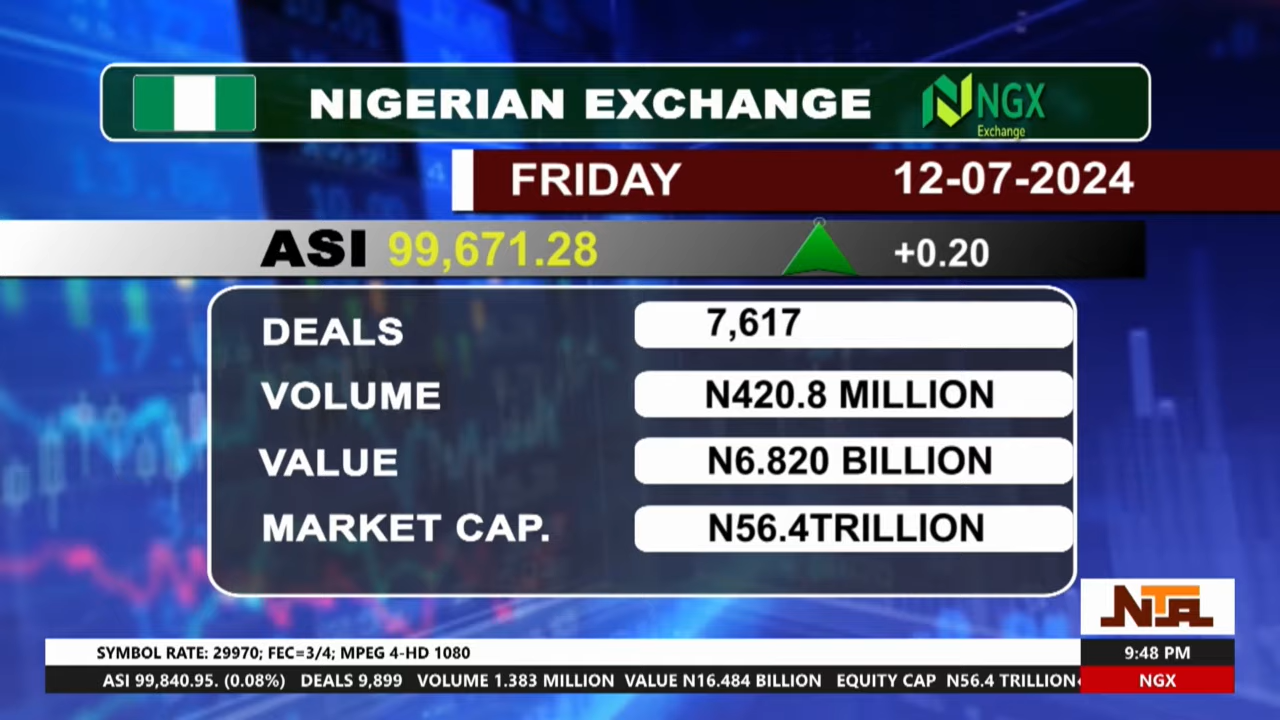 NIGERIAN EXCHANGE
NGX
Exchange
FRIDAY 12-07-2024
ASI 99,671.28 +0.20
DEALS 7,617
VOLUME N420.8 MILLION
VALUE N6.820 BILLION
MARKET CAP. N56.4TRILLION
NTA
SYMBOL RATE: 29970; FEC=3/4; MPEG 4-HD 1080
9:48 PM
ASI 99,840.95. (0.08%) DEALS 9,899 VOLUME 1.383 MILLION VALUE N16.484 BILLION EQUITY CAP N56.4 TRILLION
NGX